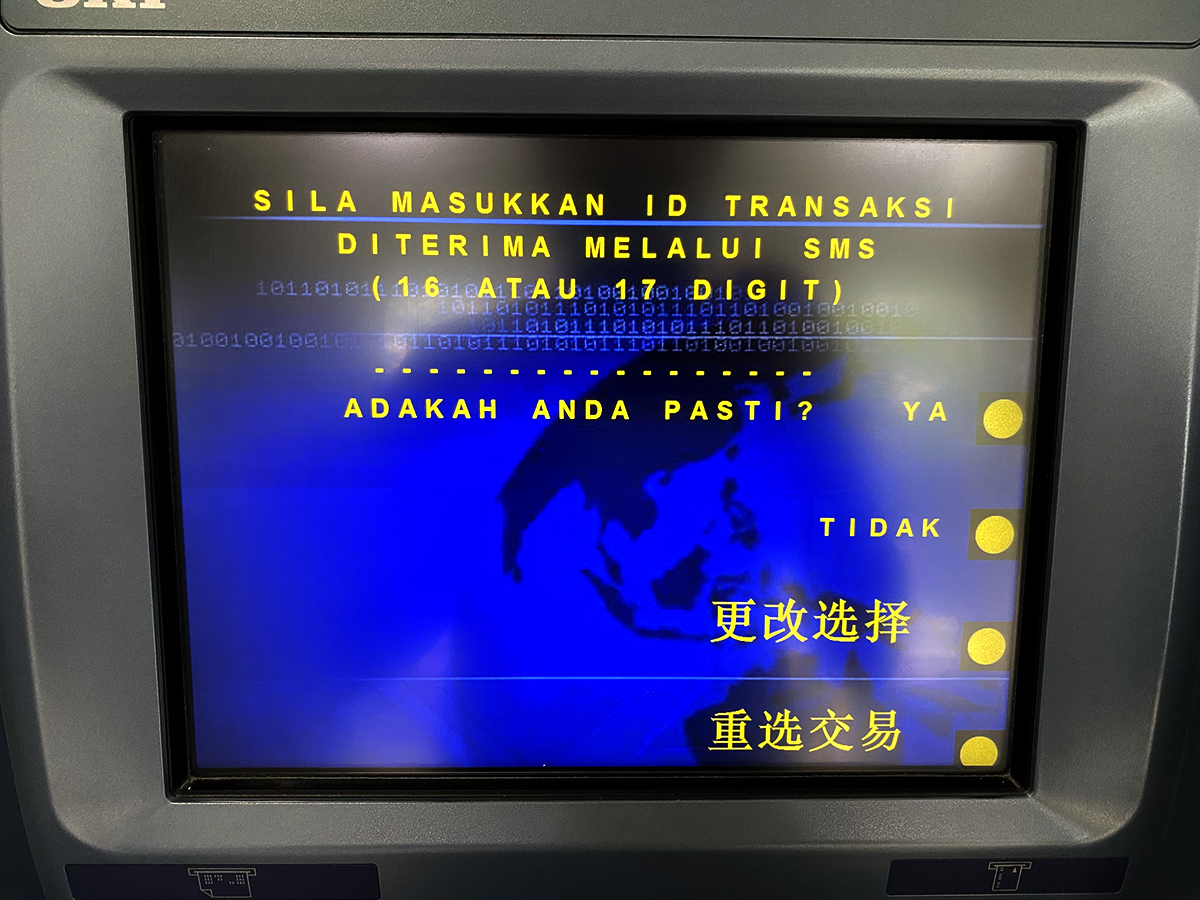 SILA MASUKKAN ID TRANSAKSI
DITERIMA MELALUI SMS
(16 ATAU 17 DIGIT)
- - - - - - - - - - - - - - - - -
ADAKAH ANDA PASTI? YA
TIDAK
更改选择
重选交易